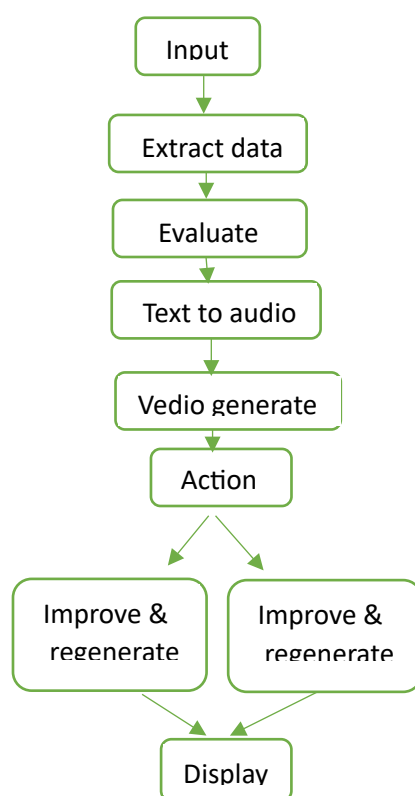 Input
Extract data
Evaluate
Text to audio
Vedio generate
Action
Improve &
regenerate
Improve &
regenerate
Display